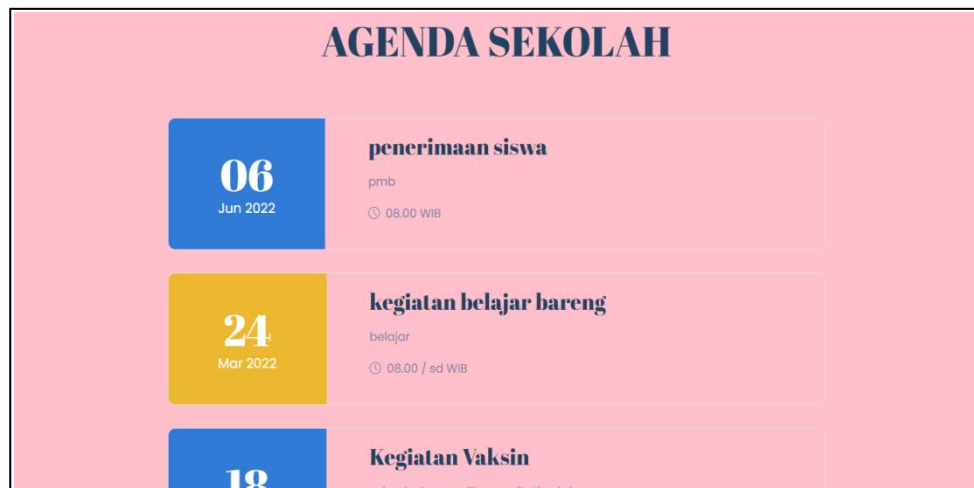 AGENDA SEKOLAH
06
Jun 2022
penerimaan siswa
pmb
08.00 WIB
24
Mar 2022
kegiatan belajar bareng
belajar
08.00 / sd WIB
18
Kegiatan Vaksin